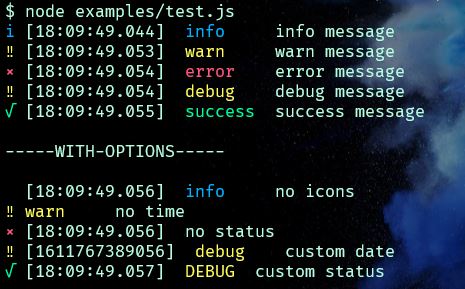 $ node examples/test.js
i [18:09:49.044]  info     info message
‼ [18:09:49.053]  warn     warn message
× [18:09:49.054]  error    error message
‼ [18:09:49.054]  debug    debug message
√ [18:09:49.055]  success  success message
-----WITH-OPTIONS-----
[18:09:49.056]  info     no icons
‼ warn     no time
× [18:09:49.056]  no status
‼ [1611767389056]  debug    custom date
√ [18:09:49.057]  DEBUG  custom status